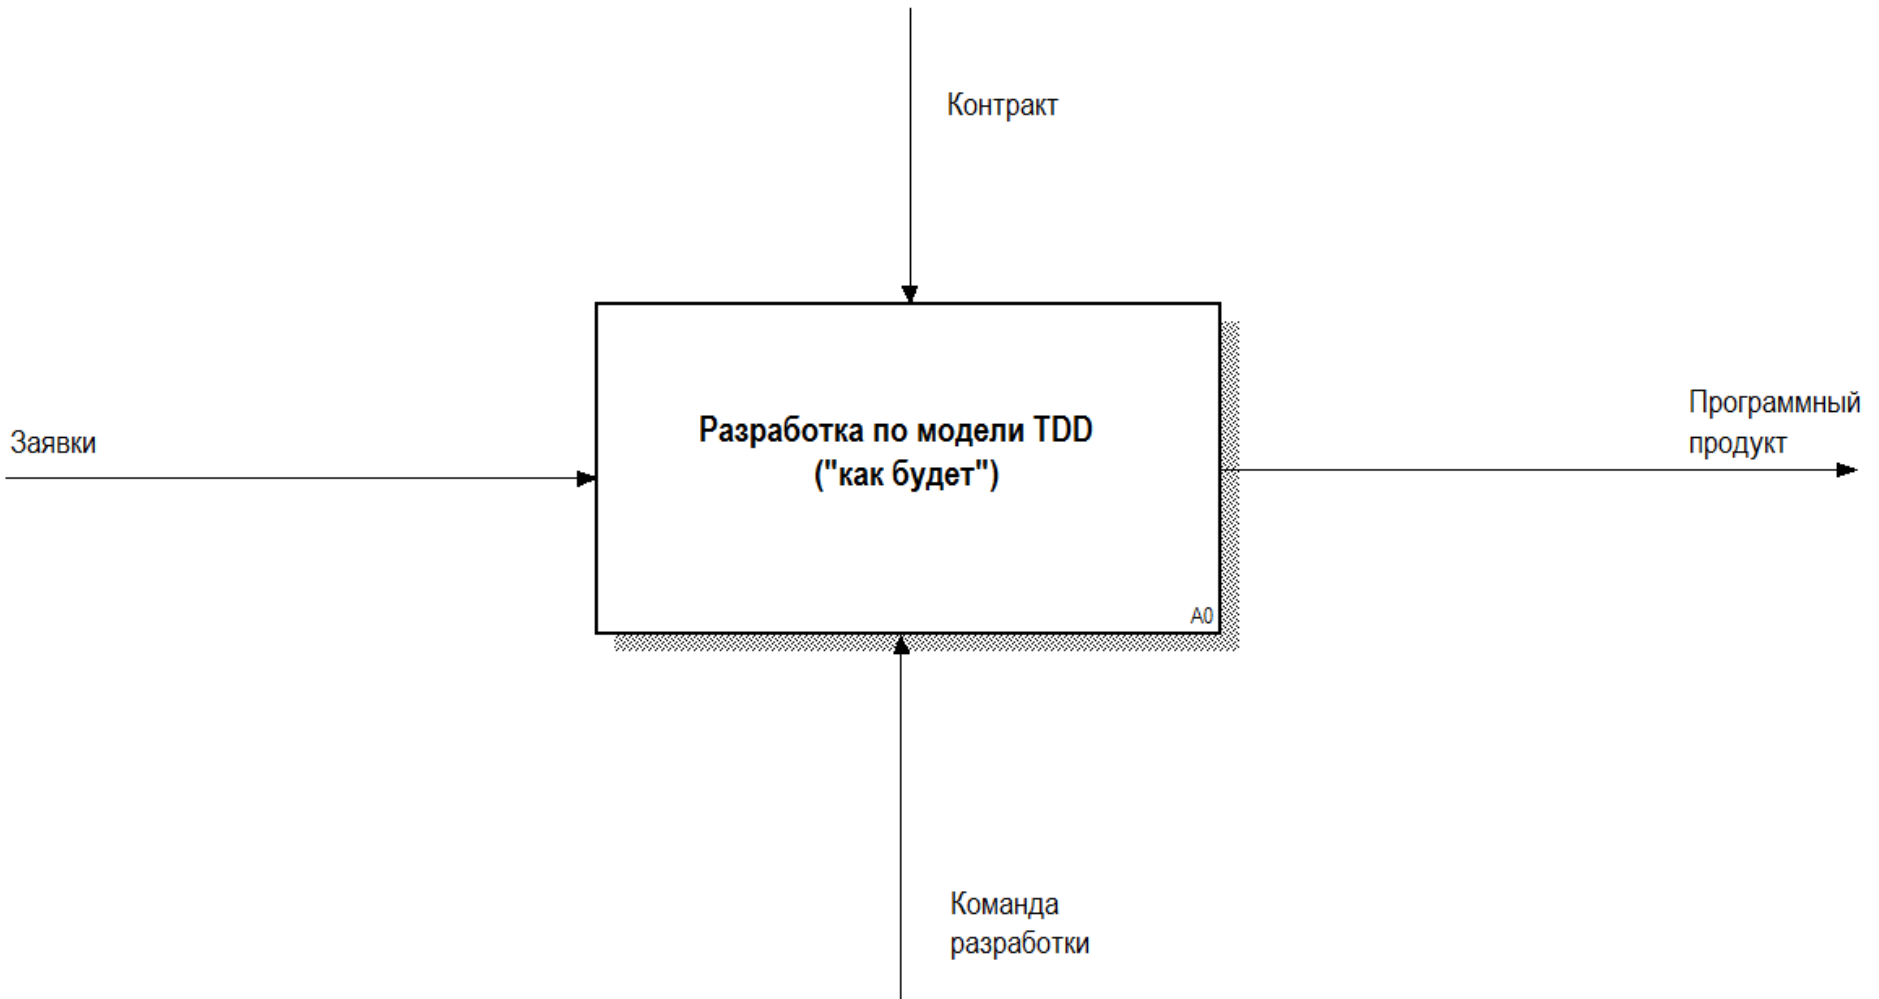 Контракт
Заявки
Разработка по модели TDD
("как будет")
Программный
продукт
A0
Команда
разработки